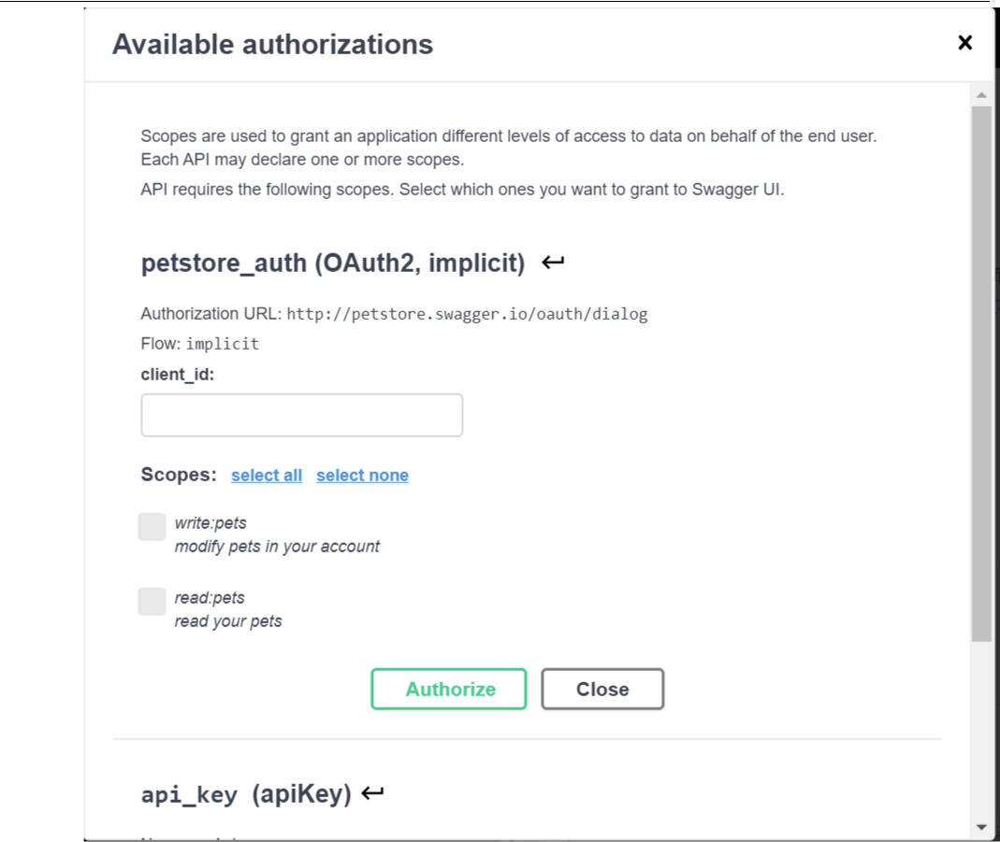 Available authorizations
Scopes are used to grant an application different levels of access to data on behalf of the end user.
Each API may declare one or more scopes.
API requires the following scopes. Select which ones you want to grant to Swagger UI.
petstore_auth (OAuth2, implicit)
Authorization URL: http://petstore.swagger.io/oauth/dialog
Flow: implicit
client_id:
Scopes: select all select none
write:pets
modify pets in your account
read:pets
read your pets
Authorize Close
api_key (apiKey)